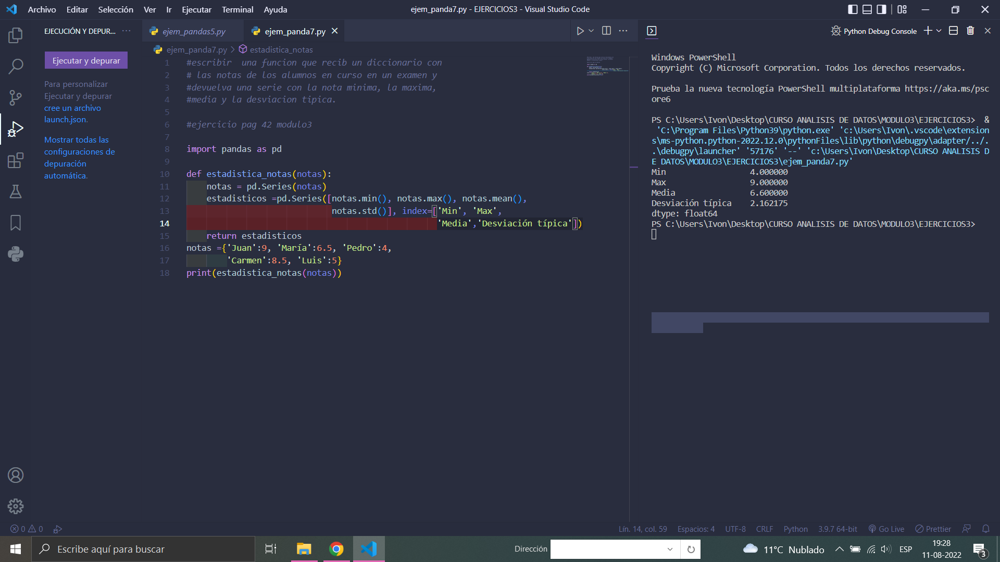 Archivo Editar Selección Ver Ir Ejecutar Terminal Ayuda
ejem_panda7.py - EJERCICIOS3 - Visual Studio Code
EJECUCIÓN Y DEPUR... ...
Ejecutar y depurar
Para personalizar
Ejecutar y depurar
cree un archivo
launch.json.
Mostrar todas las
configuraciones de
depuración
automática.
ejem_pandas5.py
ejem_panda7.py
ejem_panda7.py > estadistica_notas
1 #escribir  una funcion que recib un diccionario con
2 # las notas de los alumnos en curso en un examen y
3 #devuelva una serie con la nota minima, la maxima,
4 #media y la desviacion tipica.
5
6 #ejercicio pag 42 modulo3
7
8 import pandas as pd
9
10 def estadistica_notas(notas):
11     notas = pd.Series(notas)
12     estadisticos =pd.Series([notas.min(), notas.max(), notas.mean(),
13                              notas.std()], index=['Min', 'Max',
14                                                   'Media','Desviación típica'])
15     return estadisticos
16 notas ={'Juan':9, 'María':6.5, 'Pedro':4,
17         'Carmen':8.5, 'Luis':5}
18 print(estadistica_notas(notas))
Python Debug Console
Windows PowerShell
Copyright (C) Microsoft Corporation. Todos los derechos reservados.
Prueba la nueva tecnología PowerShell multiplataforma https://aka.ms/psc
ore6
PS C:\Users\Ivon\Desktop\CURSO ANALISIS DE DATOS\MODULO3\EJERCICIOS3>  &
 'C:\Program Files\Python39\python.exe' 'c:\Users\Ivon\.vscode\extension
s\ms-python.python-2022.12.0\pythonFiles\lib\python\debugpy\adapter/../.
.\debugpy\launcher' '57176' '--' 'c:\Users\Ivon\Desktop\CURSO ANALISIS D
E DATOS\MODULO3\EJERCICIOS3\ejem_panda7.py'
Min                  4.000000
Max                  9.000000
Media                6.600000
Desviación típica    2.162175
dtype: float64
PS C:\Users\Ivon\Desktop\CURSO ANALISIS DE DATOS\MODULO3\EJERCICIOS3>
0 0
Lín. 14, col. 59 Espacios: 4 UTF-8 CRLF Python 3.9.7 64-bit Go Live Prettier
Escribe aquí para buscar
Dirección
11°C Nublado
ESP
19:28
11-08-2022
3